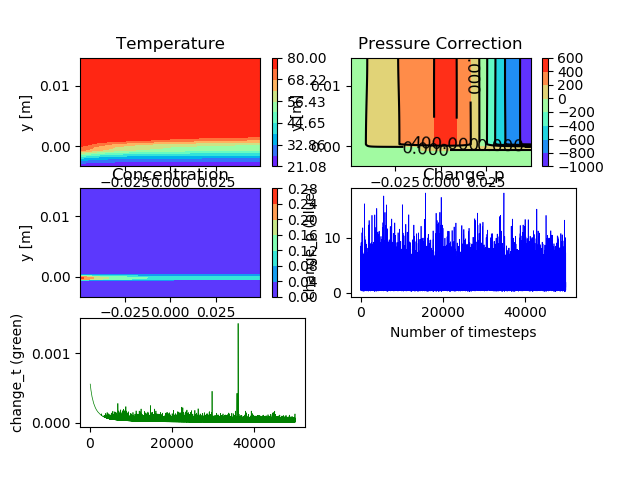 Temperature
0.01
0.00
y [m]
−0.025 0.000 0.025
80.00
68.22
56.43
44.65
32.86
21.08
Pressure Correction
0.01
0.00
y [m]
−0.025 0.000 0.025
600
400
200
0
−200
−400
−600
−800
−1000
Concentration
0.01
0.00
y [m]
−0.025 0.000 0.025
0.28
0.24
0.20
0.16
0.12
0.08
0.04
0.00
Change_p
10
0
0 20000 40000
Number of timesteps
change_t (green)
0.001
0.000
0 20000 40000